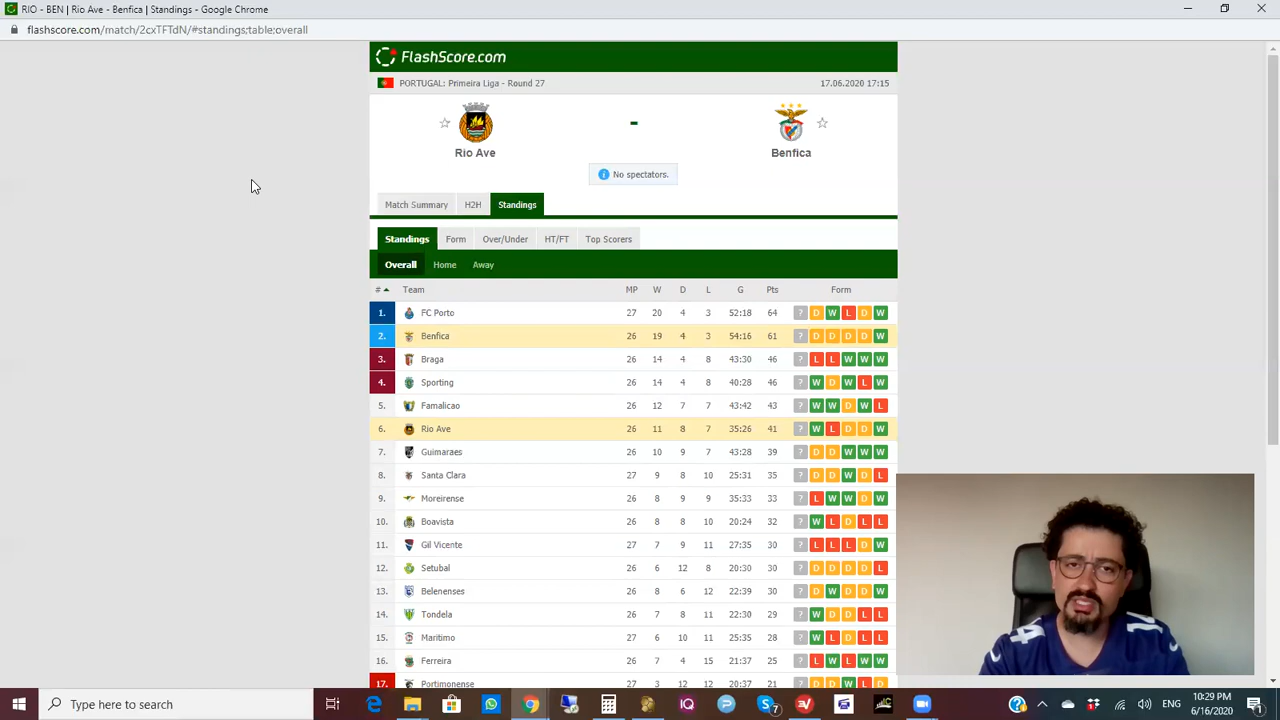 RIO - BEN | Rio Ave - Benfica | Standings - Google Chrome
flashscore.com/match/2cxTFTdN/#standings;table;overall
FlashScore.com
PORTUGAL: Primeira Liga - Round 27 17.06.2020 17:15
-
Rio Ave Benfica
No spectators.
Match Summary H2H Standings
Standings Form Over/Under HT/FT Top Scorers
Overall Home Away
# Team MP W D L G Pts Form
1. FC Porto 27 20 4 3 52:18 64 ? D W L D W
2. Benfica 26 19 4 3 54:16 61 ? D D D D W
3. Braga 26 14 4 8 43:30 46 ? L L W W W
4. Sporting 26 14 4 8 40:28 46 ? W D W L W
5. Famalicao 26 12 7 7 43:42 43 ? W W D W L
6. Rio Ave 26 11 8 7 35:26 41 ? W L D D W
7. Guimaraes 26 10 9 7 43:28 39 ? D D W W W
8. Santa Clara 27 9 8 10 25:31 35 ? D D W D L
9. Moreirense 26 8 9 9 35:33 33 ? L W W D W
10. Boavista 26 8 8 10 20:24 32 ? W L D L L
11. Gil Vicente 27 7 9 11 27:35 30 ? L L L D W
12. Setubal 26 6 12 8 20:30 30 ? D D D D L
13. Belenenses 26 8 6 12 22:39 30 ? D W D D W
14. Tondela 26 7 8 11 22:30 29 ? W D D L L
15. Maritimo 27 6 10 11 25:35 28 ? W L D L L
16. Ferreira 26 7 4 15 21:37 25 ? L W L W W
17. Portimonense 27 3 12 12 20:37 21 ? D D W L D
Type here to search
7
10:29 PM
6/16/2020
1